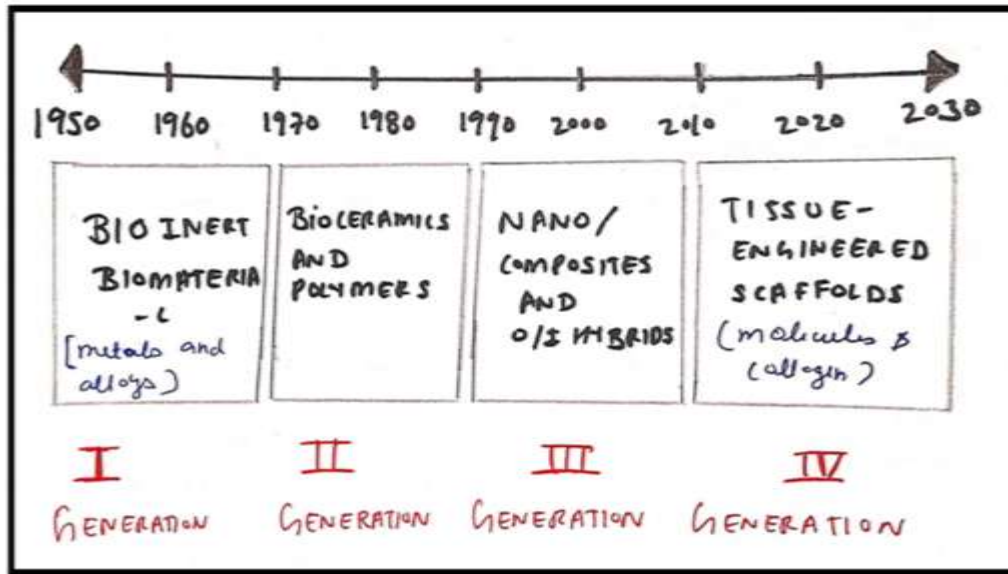 1950 1960 1970 1980 1990 2000 2010 2020 2030
BIO INERT
BIOMATERIA
-L
[metals and
alloys)
BIOCERAMICS
AND
POLYMERS
NANO/
COMPOSITES
AND
O/I HYBRIDS
TISSUE-
ENGINEERED
SCAFFOLDS
(molecules &
collagen)
I II III IV
GENERATION GENERATION GENERATION GENERATION